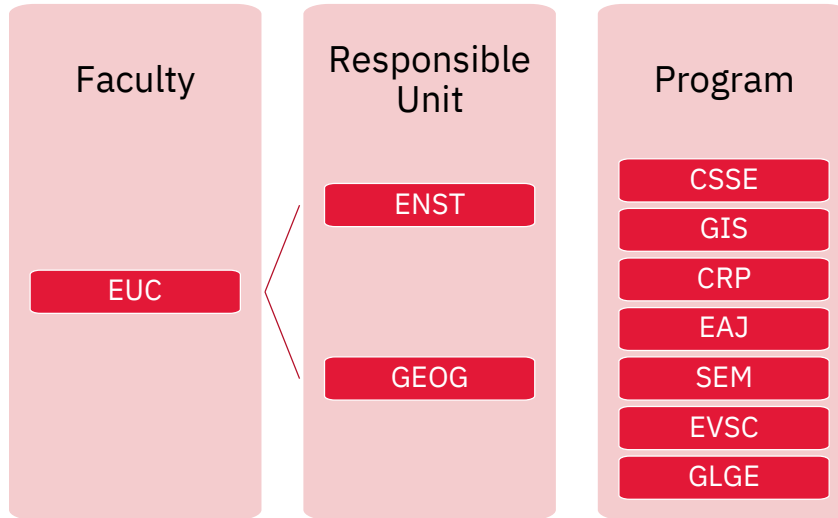 Faculty
EUC
Responsible
Unit
ENST
GEOG
Program
CSSE
GIS
CRP
EAJ
SEM
EVSC
GLGE